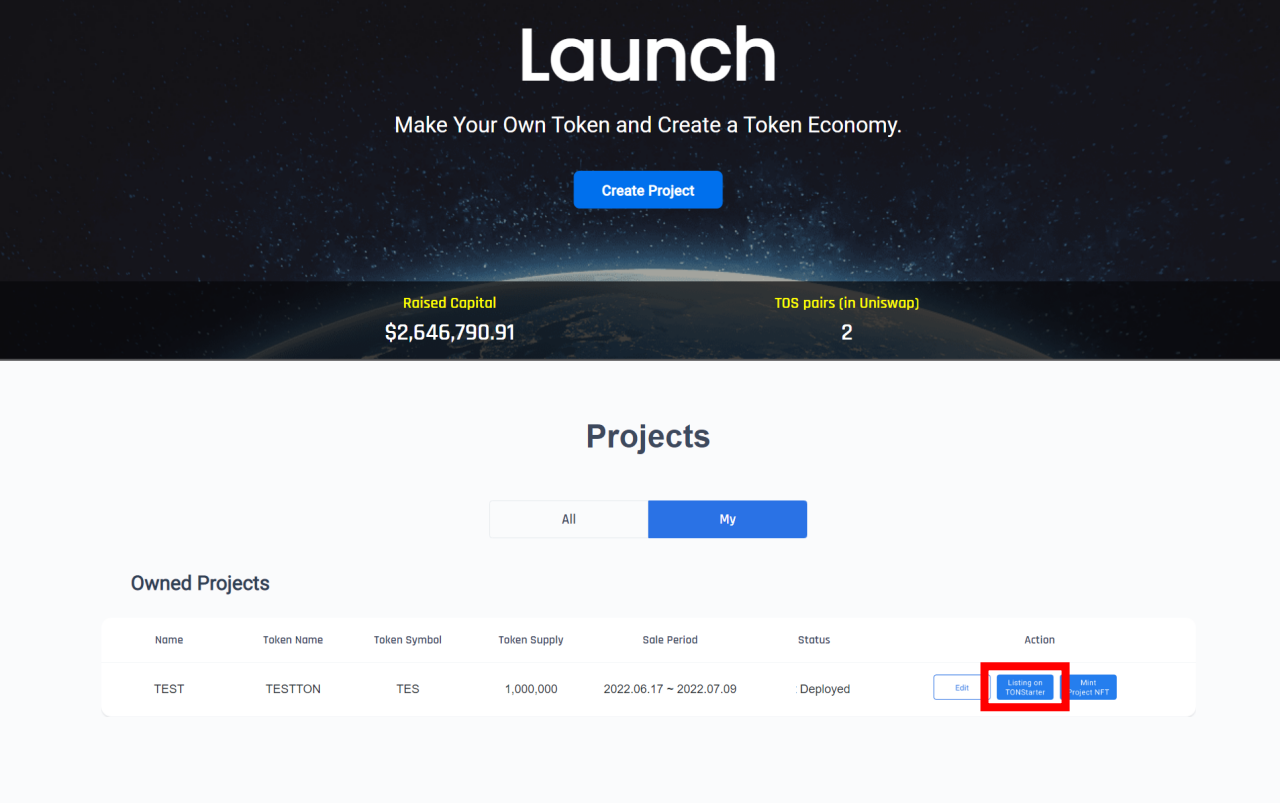 Launch
Make Your Own Token and Create a Token Economy.
Create Project
Raised Capital TOS pairs (in Uniswap)
$2,646,790.91 2
Projects
All My
Owned Projects
Name Token Name Token Symbol Token Supply Sale Period Status Action
TEST TESTTON TES 1,000,000 2022.06.17 ~ 2022.07.09 Deployed Edit Listing on TONStarter Mint Project NFT